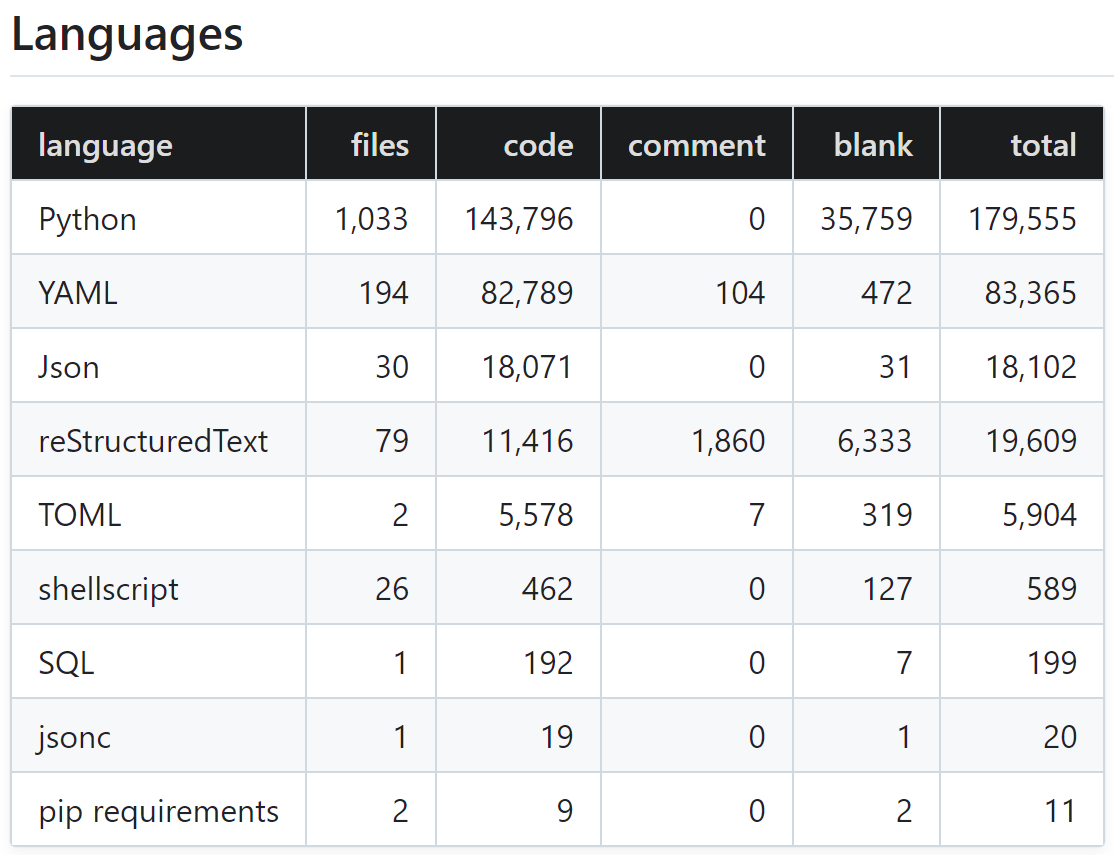 Languages
language files code comment blank total
Python 1,033 143,796 0 35,759 179,555
YAML 194 82,789 104 472 83,365
Json 30 18,071 0 31 18,102
reStructuredText 79 11,416 1,860 6,333 19,609
TOML 2 5,578 7 319 5,904
shellscript 26 462 0 127 589
SQL 1 192 0 7 199
jsonc 1 19 0 1 20
pip requirements 2 9 0 2 11